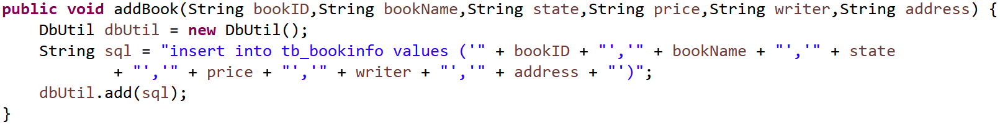 public void addBook(String bookID,String bookName,String state,String price,String writer,String address) {
DbUtil dbUtil = new DbUtil();
String sql = "insert into tb_bookinfo values ('" + bookID + "','" + bookName + "','" + state
+ "','" + price + "','" + writer + "','" + address + "')";
dbUtil.add(sql);
}